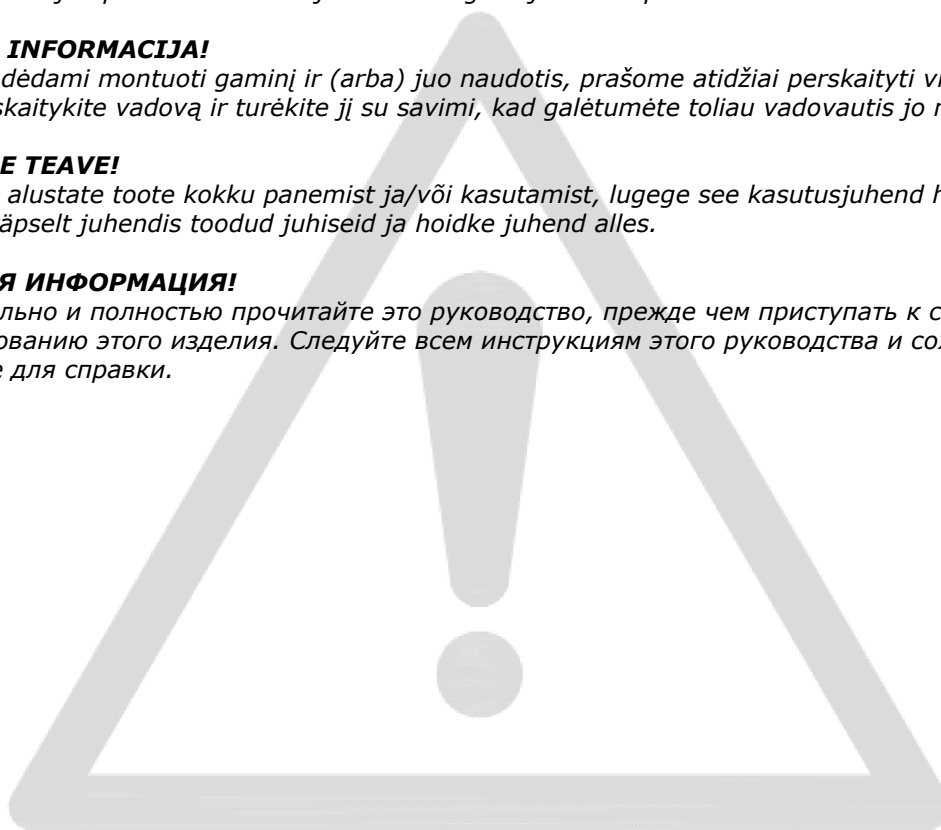 INFORMACIJA!
dėdami montuoti gaminį ir (arba) juo naudotis, prašome atidžiai perskaityti
skaitykite vadovą ir turėkite jį su savimi, kad galėtumėte toliau vadovautis jo
E TEAVE!
alustate toote kokku panemist ja/või kasutamist, lugege see kasutusjuhend
äpselt juhendis toodud juhiseid ja hoidke juhend alles.
Я ИНФОРМАЦИЯ!
льно и полностью прочитайте это руководство, прежде чем приступать к с
ованию этого изделия. Следуйте всем инструкциям этого руководства и со
е для справки.